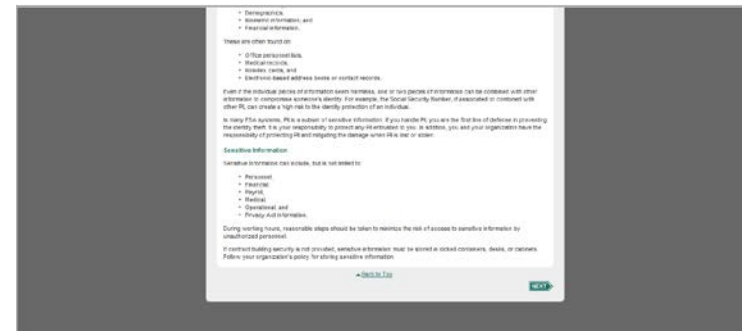 • Demographics,
• Biometric information, and
• Financial information.
These are often found on:
• Office personnel lists,
• Medical records,
• Rolodex cards, and
• Electronic-based address books or contact records.
Even if the individual pieces of information seem harmless, one or two pieces of information can be combined with other
information to compromise someone's identity. For example, the Social Security Number, if associated or combined with
other PII, can create a high risk to the identity protection of an individual.
In many FSA systems, PII is a subset of sensitive information. If you handle PII, you are the first line of defense in preventing
the identity theft. It is your responsibility to protect any PII entrusted to you. In addition, you and your organization have the
responsibility of protecting PII and mitigating the damage when PII is lost or stolen.
Sensitive Information
Sensitive information can include, but is not limited to:
• Personnel,
• Financial,
• Payroll,
• Medical,
• Operational, and
• Privacy Act information.
During working hours, reasonable steps should be taken to minimize the risk of access to sensitive information by
unauthorized personnel.
If contract building security is not provided, sensitive information must be stored in locked containers, desks, or cabinets.
Follow your organization's policy for storing sensitive information.
Back to Top
NEXT